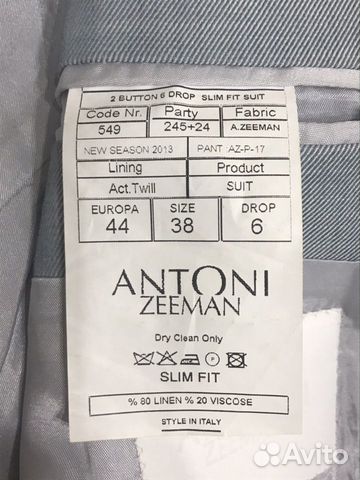 2 BUTTON 6 DROP SLIM FIT SUIT
Code Nr. Party Fabric
549 245+24 A.ZEEMAN
NEW SEASON 2013 PANT :AZ-P-17
Lining Product
Act.Twill SUIT
EUROPA SIZE DROP
44 38 6
ANTONI
ZEEMAN
Dry Clean Only
SLIM FIT
% 80 LINEN % 20 VISCOSE
STYLE IN ITALY
Avito